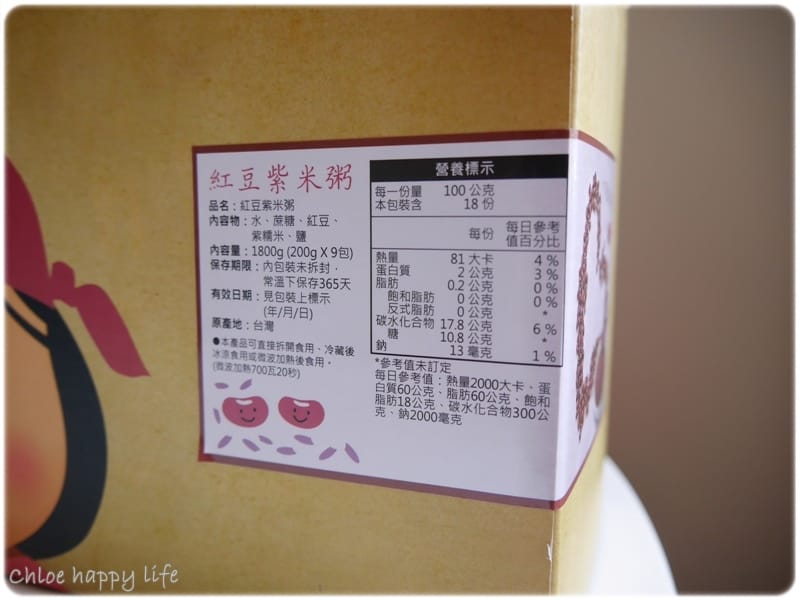 紅豆紫米粥
品名：紅豆紫米粥
內容物：水、蔗糖、紅豆、
紫糯米、鹽
內容量：1800g (200g X 9包)
保存期限：內包裝未拆封，
常溫下保存365天
有效日期：見包裝上標示
(年/月/日)
原產地：台灣
●本產品可直接拆開食用、冷藏後
冰涼食用或微波加熱後食用。
(微波加熱700瓦20秒)
營養標示
每一份量 100 公克
本包裝含 18 份
每份 每日參考
值百分比
熱量 81 大卡 4 %
蛋白質 2 公克 3 %
脂肪 0.2 公克 0 %
飽和脂肪 0 公克 0 %
反式脂肪 0 公克 *
碳水化合物 17.8 公克 6 %
糖 10.8 公克 *
鈉 13 毫克 1 %
*參考值未訂定
每日參考值：熱量2000大卡、蛋
白質60公克、脂肪60公克、飽和
脂肪18公克、碳水化合物300公
克、鈉2000毫克
Chloe happy life